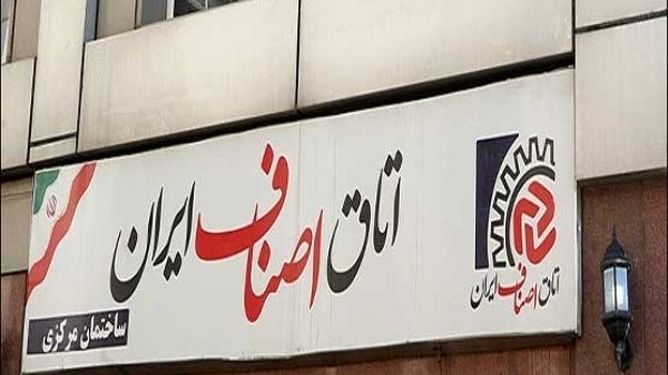 اتاق اصناف ایران
اتاق اصناف ایران
ساختمان مرکزی